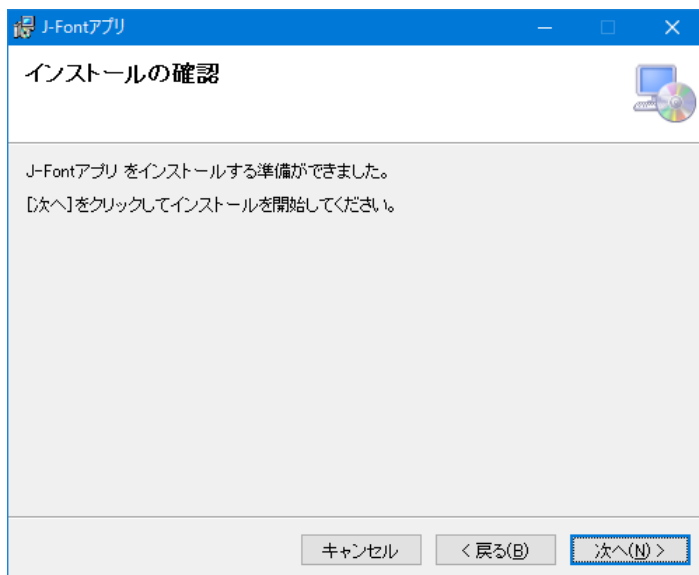 J-Fontアプリ
インストールの確認
J-Fontアプリ をインストールする準備ができました。
[次へ]をクリックしてインストールを開始してください。
キャンセル
< 戻る(B)
次へ(N) >